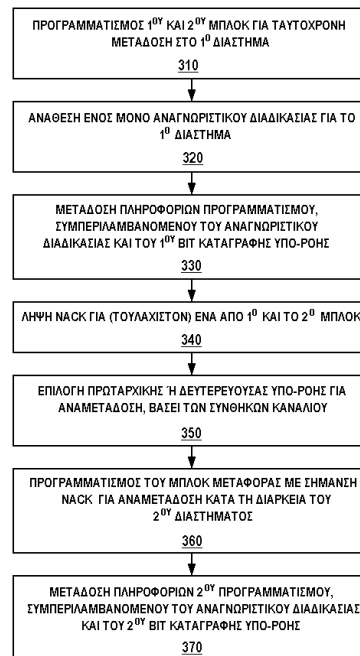 ΠΡΟΓΡΑΜΜΑΤΙΣΜΟΣ 1ΟΥ ΚΑΙ 2ΟΥ ΜΠΛΟΚ ΓΙΑ ΤΑΥΤΟΧΡΟΝΗ
ΜΕΤΑΔΟΣΗ ΣΤΟ 1Ο ΔΙΑΣΤΗΜΑ
310
ΑΝΑΘΕΣΗ ΕΝΟΣ ΜΟΝΟ ΑΝΑΓΝΩΡΙΣΤΙΚΟΥ ΔΙΑΔΙΚΑΣΙΑΣ ΓΙΑ ΤΟ
1Ο ΔΙΑΣΤΗΜΑ
320
ΜΕΤΑΔΟΣΗ ΠΛΗΡΟΦΟΡΙΩΝ ΠΡΟΓΡΑΜΜΑΤΙΣΜΟΥ,
ΣΥΜΠΕΡΙΛΑΜΒΑΝΟΜΕΝΟΥ ΤΟΥ ΑΝΑΓΝΩΡΙΣΤΙΚΟΥ
ΔΙΑΔΙΚΑΣΙΑΣ ΚΑΙ ΤΟΥ 1ΟΥ ΒΙΤ ΚΑΤΑΓΡΑΦΗΣ ΥΠΟ-ΡΟΗΣ
330
ΛΗΨΗ NACK ΓΙΑ (ΤΟΥΛΑΧΙΣΤΟΝ) ΕΝΑ ΑΠΟ 1Ο ΚΑΙ ΤΟ 2Ο ΜΠΛΟΚ
340
ΕΠΙΛΟΓΗ ΠΡΩΤΑΡΧΙΚΗΣ Ή ΔΕΥΤΕΡΕΥΟΥΣΑΣ ΥΠΟ-ΡΟΗΣ ΓΙΑ
ΑΝΑΜΕΤΑΔΟΣΗ, ΒΑΣΕΙ ΤΩΝ ΣΥΝΘΗΚΩΝ ΚΑΝΑΛΙΟΥ
350
ΠΡΟΓΡΑΜΜΑΤΙΣΜΟΣ ΤΟΥ ΜΠΛΟΚ ΜΕΤΑΦΟΡΑΣ ΜΕ ΣΗΜΑΝΣΗ
NACK ΓΙΑ ΑΝΑΜΕΤΑΔΟΣΗ ΚΑΤΑ ΤΗ ΔΙΑΡΚΕΙΑ ΤΟΥ
2ΟΥ ΔΙΑΣΤΗΜΑΤΟΣ
360
ΜΕΤΑΔΟΣΗ ΠΛΗΡΟΦΟΡΙΩΝ 2ΟΥ ΠΡΟΓΡΑΜΜΑΤΙΣΜΟΥ,
ΣΥΜΠΕΡΙΛΑΜΒΑΝΟΜΕΝΟΥ ΤΟΥ ΑΝΑΓΝΩΡΙΣΤΙΚΟΥ ΔΙΑΔΙΚΑΣΙΑΣ
ΚΑΙ ΤΟΥ 2ΟΥ ΒΙΤ ΚΑΤΑΓΡΑΦΗΣ ΥΠΟ-ΡΟΗΣ
370